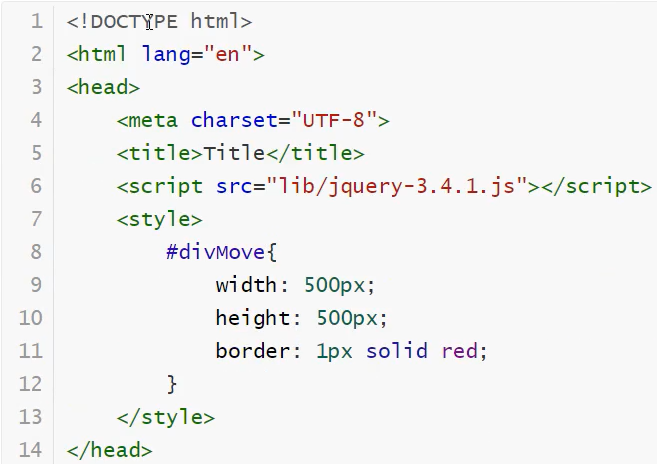 1 <!DOCTYPE html>
2 <html lang="en">
3 <head>
4     <meta charset="UTF-8">
5     <title>Title</title>
6     <script src="lib/jquery-3.4.1.js"></script>
7     <style>
8         #divMove{
9             width: 500px;
10             height: 500px;
11             border: 1px solid red;
12         }
13     </style>
14 </head>